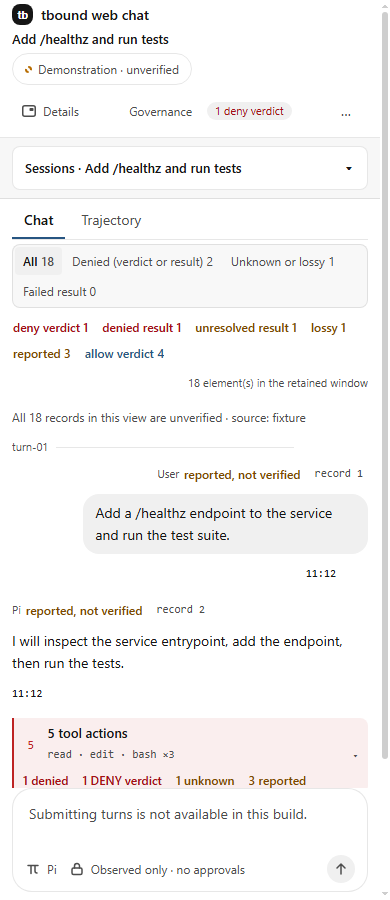 tb tbound web chat
Add /healthz and run tests
Demonstration · unverified
Details Governance 1 deny verdict ...
Sessions · Add /healthz and run tests
Chat Trajectory
All 18 Denied (verdict or result) 2 Unknown or lossy 1
Failed result 0
deny verdict 1 denied result 1 unresolved result 1 lossy 1
reported 3 allow verdict 4
18 element(s) in the retained window
All 18 records in this view are unverified · source: fixture
turn-01
User reported, not verified record 1
Add a /healthz endpoint to the service
and run the test suite.
11:12
Pi reported, not verified record 2
I will inspect the service entrypoint, add the endpoint,
then run the tests.
11:12
5 5 tool actions
read · edit · bash ×3
1 denied 1 DENY verdict 1 unknown 3 reported
Submitting turns is not available in this build.
π Pi Observed only · no approvals